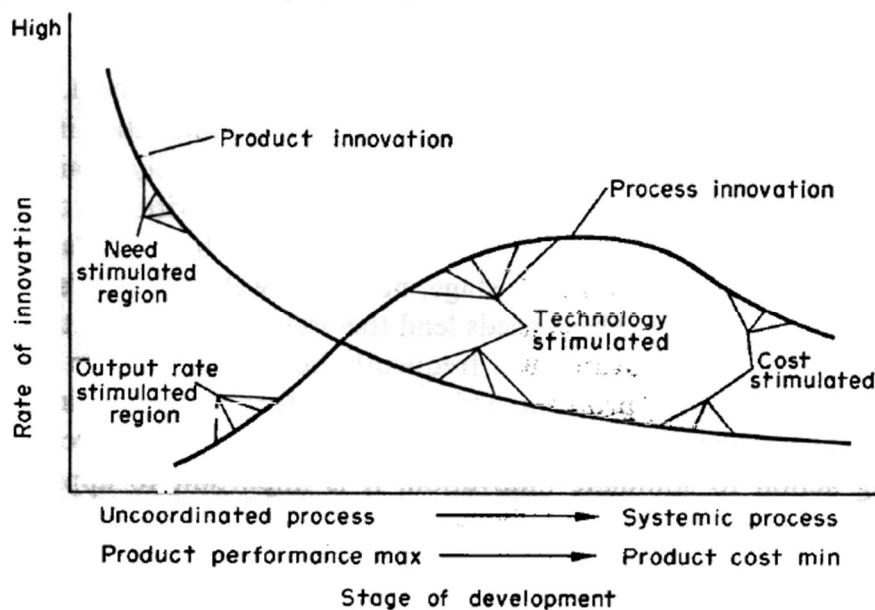 High
Product innovation
Process innovation
Need
stimulated
region
Technology
stimulated
Output rate
stimulated
region
Cost
stimulated
Rate of innovation
Uncoordinated process
Systemic process
Product performance max
Product cost min
Stage of development